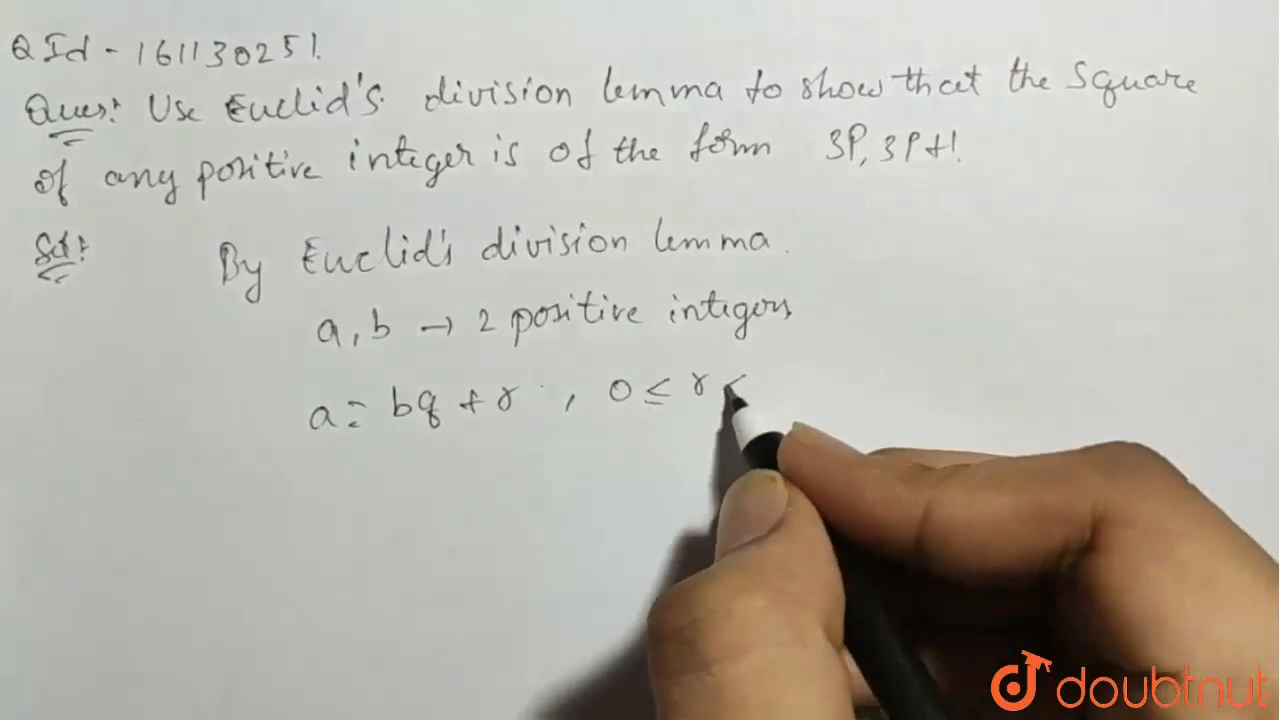 Q Id - 161130251.
Ques: Use Euclid's division lemma to show that the square
of any positive integer is of the form 3P, 3P+1.
Sol:
By Euclid's division lemma.
a, b → 2 positive integers
a = bq + r , 0 ≤ r <
doubtnut